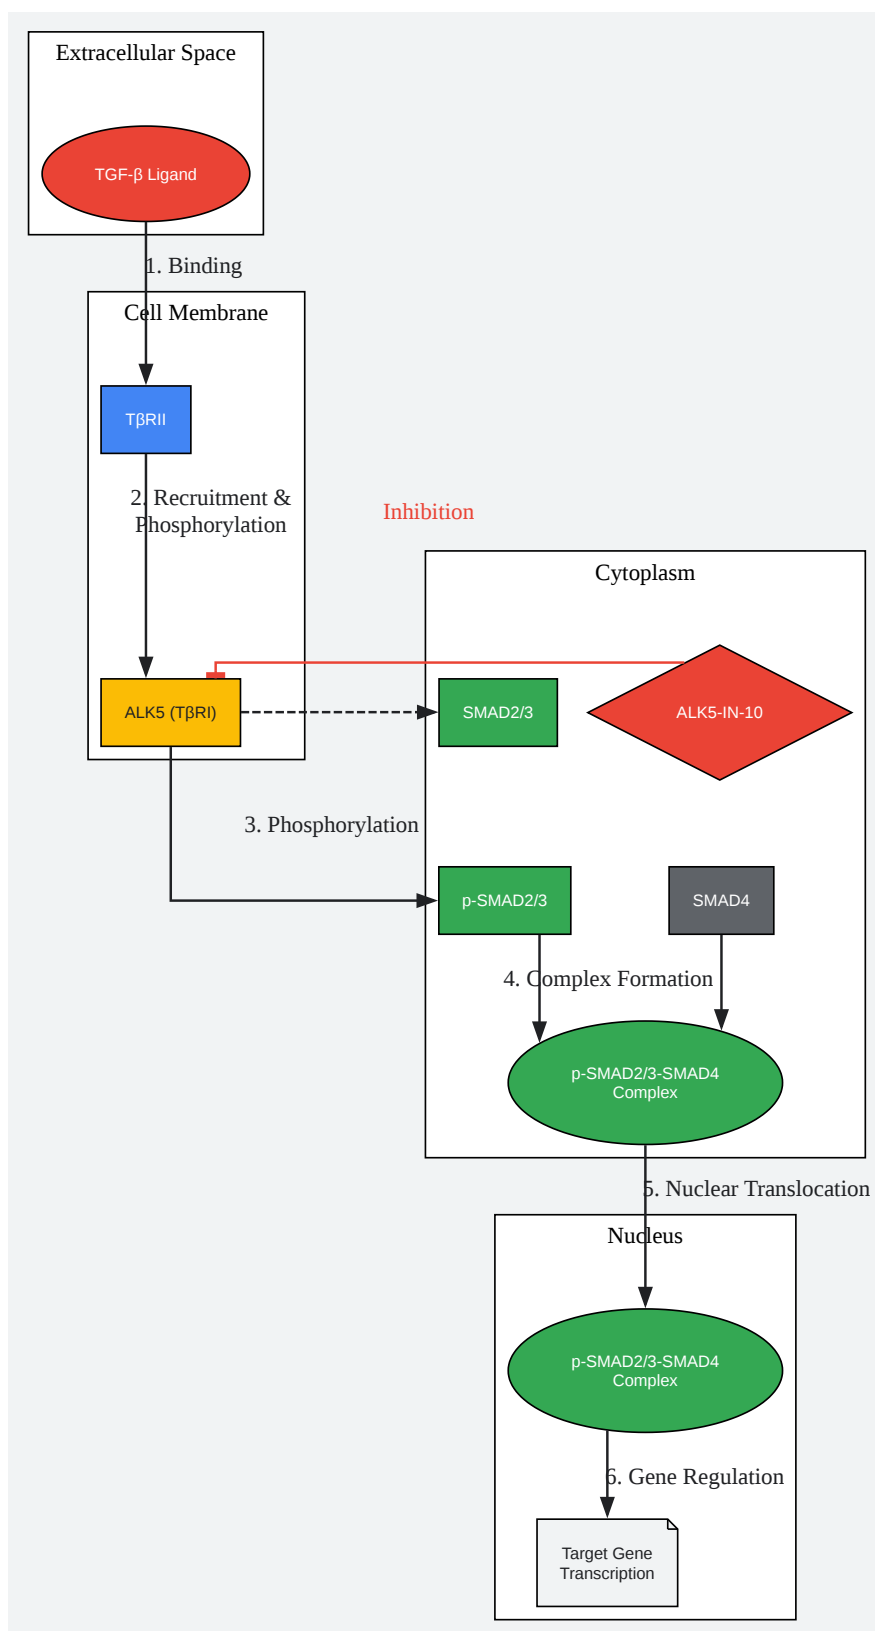 Extracellular Space
TGF-β Ligand
1. Binding
Cell Membrane
TβRII
2. Recruitment &
Phosphorylation
Inhibition
Cytoplasm
ALK5 (TβRI)
SMAD2/3
ALK5-IN-10
3. Phosphorylation
p-SMAD2/3
SMAD4
4. Complex Formation
p-SMAD2/3-SMAD4
Complex
5. Nuclear Translocation
Nucleus
p-SMAD2/3-SMAD4
Complex
6. Gene Regulation
Target Gene
Transcription